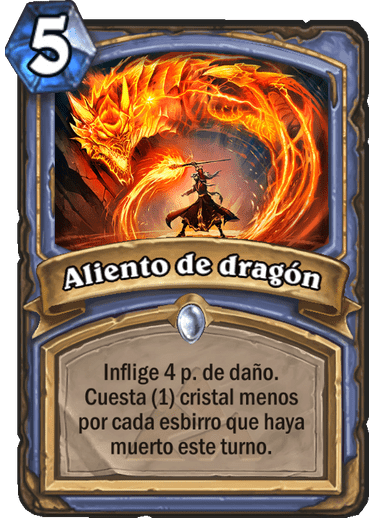 5
Aliento de dragón
Inflige 4 p. de daño.
Cuesta (1) cristal menos
por cada esbirro que haya
muerto este turno.